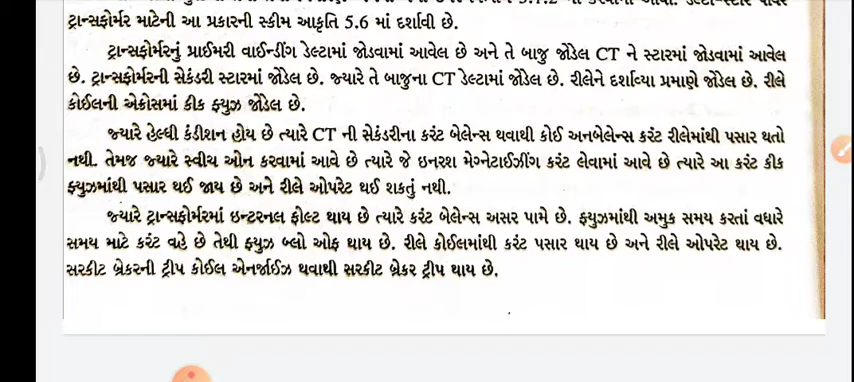 ટ્રાન્સફોર્મર માટેની આ પ્રકારની સ્કીમ આકૃતિ 5.6 માં દર્શાવી છે.
ટ્રાન્સફોર્મરનું પ્રાઈમરી વાઈન્ડીંગ ડેલ્ટામાં જોડવામાં આવેલ છે અને તે બાજુ જોડેલ CT ને સ્ટારમાં જોડવામાં આવેલ
છે. ટ્રાન્સફોર્મરની સેકંડરી સ્ટારમાં જોડેલ છે. જ્યારે તે બાજુના CT ડેલ્ટામાં જોડેલ છે. રીલેને દર્શાવ્યા પ્રમાણે જોડેલ છે. રીલે
કોઈલની એક્રોસમાં કીક ફ્યુઝ જોડેલ છે.
જ્યારે હેલ્ધી કંડીશન હોય છે ત્યારે CT ની સેકંડરીના કરંટ બેલેન્સ થવાથી કોઈ અનબેલેન્સ કરંટ રીલેમાંથી પસાર થતો
નથી. તેમજ જ્યારે સ્વીચ ઓન કરવામાં આવે છે ત્યારે જે ઇનરશ મેગ્નેટાઈઝીંગ કરંટ લેવામાં આવે છે ત્યારે આ કરંટ કીક
ફ્યુઝમાંથી પસાર થઈ જાય છે અને રીલે ઓપરેટ થઈ શકતું નથી.
જ્યારે ટ્રાન્સફોર્મરમાં ઇન્ટરનલ ફોલ્ટ થાય છે ત્યારે કરંટ બેલેન્સ અસર પામે છે. ફ્યુઝમાંથી અમુક સમય કરતાં વધારે
સમય માટે કરંટ વહે છે તેથી ફ્યુઝ બ્લો ઓફ થાય છે. રીલે કોઈલમાંથી કરંટ પસાર થાય છે અને રીલે ઓપરેટ થાય છે.
સરકીટ બ્રેકરની ટ્રીપ કોઈલ એનર્જાઈઝ થવાથી સરકીટ બ્રેકર ટ્રીપ થાય છે.